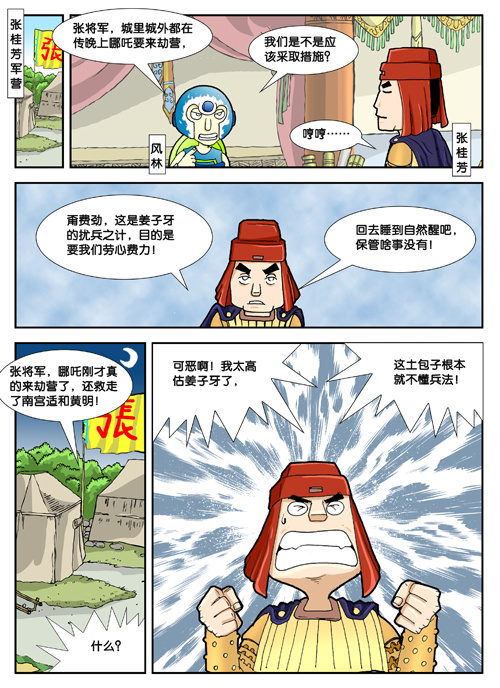 张桂芳军营
張
张将军，城里城外都在
传晚上哪吒要来劫营，
我们是不是应
该采取措施？
风林
哼哼……
张桂芳
甭费劲，这是姜子牙
的扰兵之计，目的是
要我们劳心费力！
回去睡到自然醒吧，
保管啥事没有！
张将军，哪吒刚才真
的来劫营了，还救走
了南宫适和黄明！
張
什么？
可恶啊！我太高
估姜子牙了，
这土包子根本
就不懂兵法！